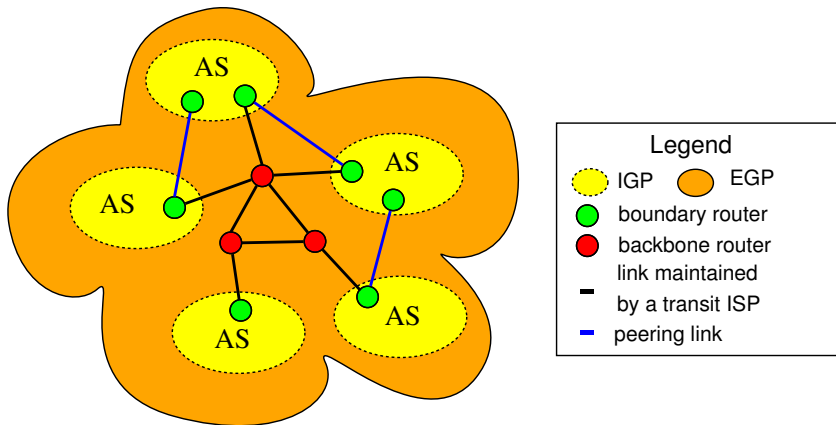 AS
AS
AS
AS
AS
Legend
IGP EGP
boundary router
backbone router
link maintained
by a transit ISP
peering link